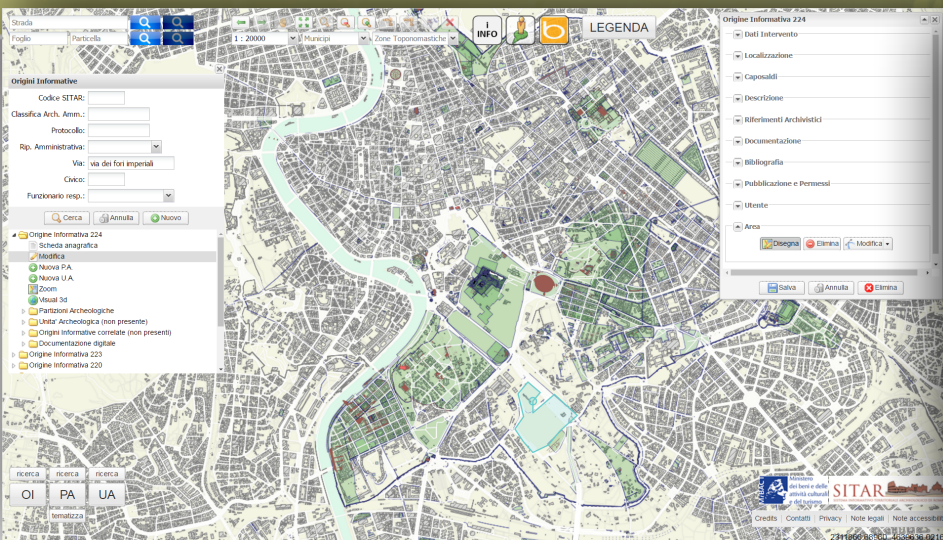 Strada
Foglio Particella
1 : 20000 Municipi Zone Toponomastiche
i
INFO
LEGENDA
Origini Informative
Codice SITAR:
Classifica Arch. Amm.:
Protocollo:
Rip. Amministrativa:
Via: via dei fori imperiali
Civico:
Funzionario resp.:
Cerca Annulla Nuovo
Origine Informativa 224
Scheda anagrafica
Modifica
Nuova P.A.
Nuova U.A.
Zoom
Visual 3d
Partizioni Archeologiche
Unita' Archeologica (non presente)
Origini Informative correlate (non presenti)
Documentazione digitale
Origine Informativa 223
Origine Informativa 220
ricerca ricerca ricerca
OI PA UA
tematizza
Origine Informativa 224
Dati Intervento
Localizzazione
Caposaldi
Descrizione
Riferimenti Archivistici
Documentazione
Bibliografia
Pubblicazione e Permessi
Utente
Area
Disegna Elimina Modifica
Salva Annulla Elimina
MiBAC
Ministero
dei beni e delle
attività culturali
e del turismo
SITAR
Credits Contatti Privacy Note legali Note accessibil